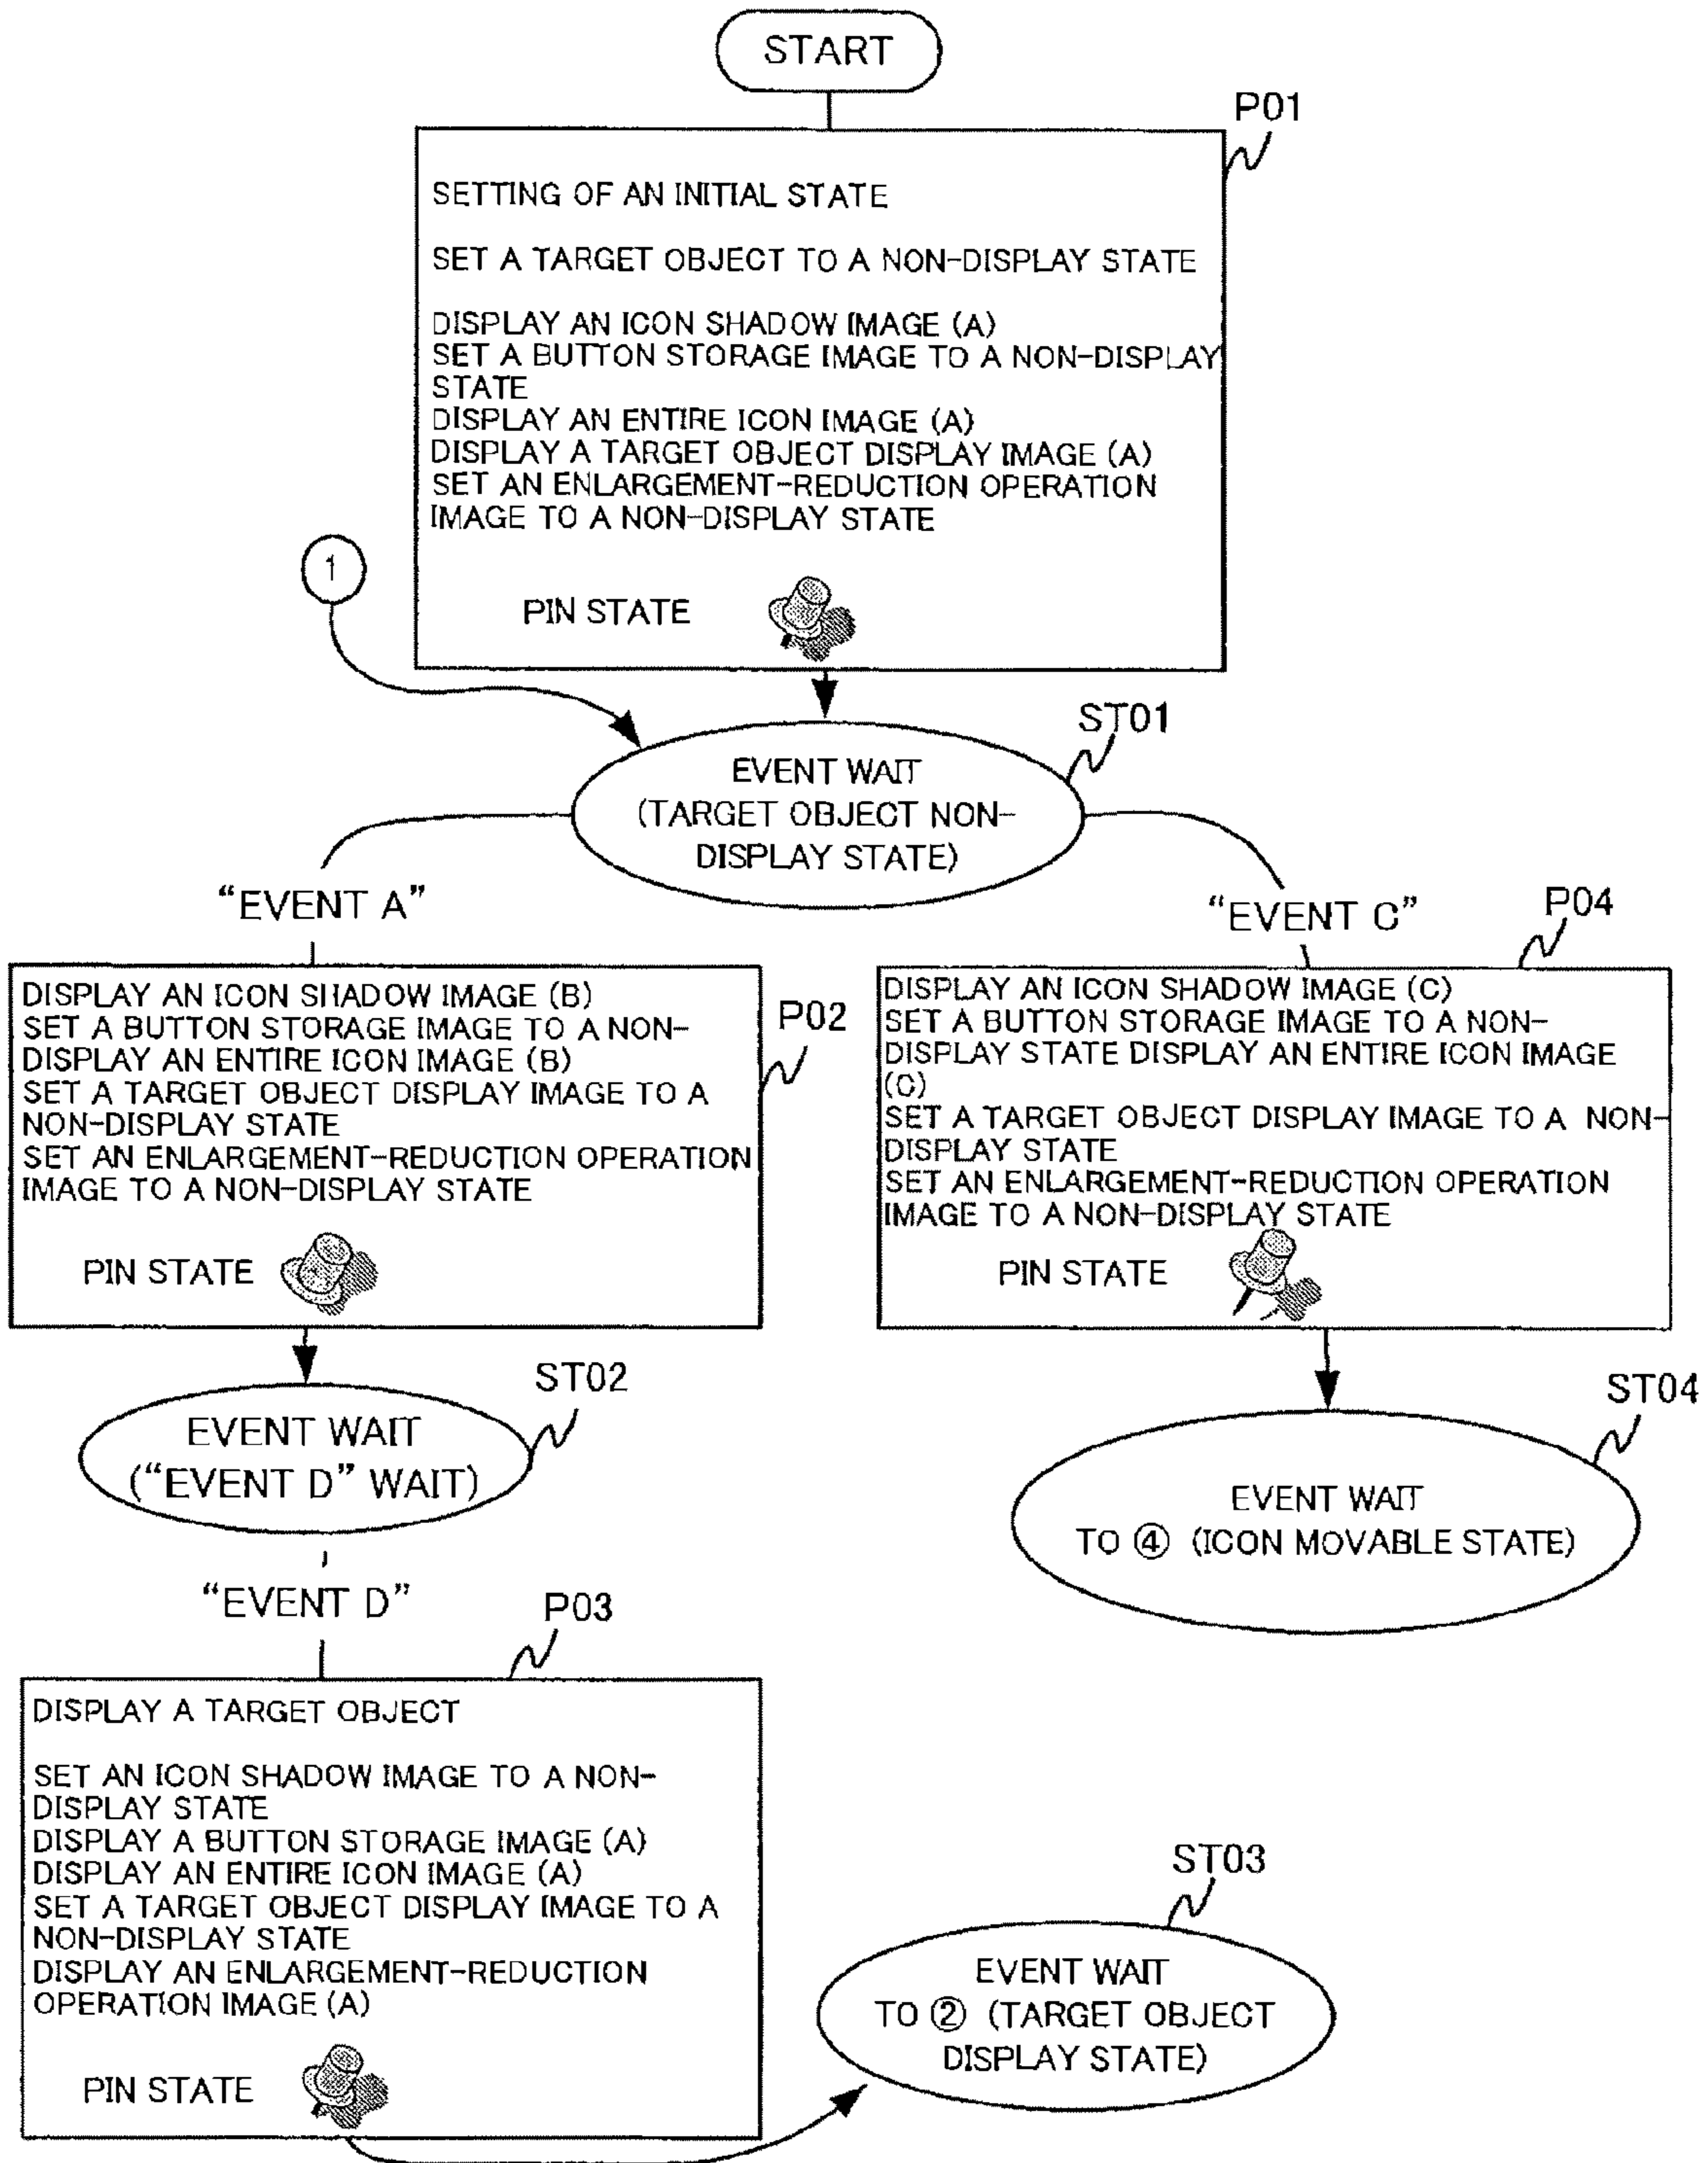 START
P01
SETTING OF AN INITIAL STATE
SET A TARGET OBJECT TO A NON-DISPLAY STATE
DISPLAY AN ICON SHADOW IMAGE (A)
SET A BUTTON STORAGE IMAGE TO A NON-DISPLAY
STATE
DISPLAY AN ENTIRE ICON IMAGE (A)
DISPLAY A TARGET OBJECT DISPLAY IMAGE (A)
SET AN ENLARGEMENT-REDUCTION OPERATION
IMAGE TO A NON-DISPLAY STATE
PIN STATE
1
ST01
EVENT WAIT
(TARGET OBJECT NON-
DISPLAY STATE)
“EVENT A”
P02
DISPLAY AN ICON SHADOW IMAGE (B)
SET A BUTTON STORAGE IMAGE TO A NON-
DISPLAY AN ENTIRE ICON IMAGE (B)
SET A TARGET OBJECT DISPLAY IMAGE TO A
NON-DISPLAY STATE
SET AN ENLARGEMENT-REDUCTION OPERATION
IMAGE TO A NON-DISPLAY STATE
PIN STATE
“EVENT C”
P04
DISPLAY AN ICON SHADOW IMAGE (C)
SET A BUTTON STORAGE IMAGE TO A NON-
DISPLAY STATE DISPLAY AN ENTIRE ICON IMAGE
(C)
SET A TARGET OBJECT DISPLAY IMAGE TO A NON-
DISPLAY STATE
SET AN ENLARGEMENT-REDUCTION OPERATION
IMAGE TO A NON-DISPLAY STATE
PIN STATE
ST02
EVENT WAIT
(“EVENT D” WAIT)
ST04
EVENT WAIT
TO ④ (ICON MOVABLE STATE)
“EVENT D”
P03
DISPLAY A TARGET OBJECT
SET AN ICON SHADOW IMAGE TO A NON-
DISPLAY STATE
DISPLAY A BUTTON STORAGE IMAGE (A)
DISPLAY AN ENTIRE ICON IMAGE (A)
SET A TARGET OBJECT DISPLAY IMAGE TO A
NON-DISPLAY STATE
DISPLAY AN ENLARGEMENT-REDUCTION
OPERATION IMAGE (A)
PIN STATE
ST03
EVENT WAIT
TO ② (TARGET OBJECT
DISPLAY STATE)